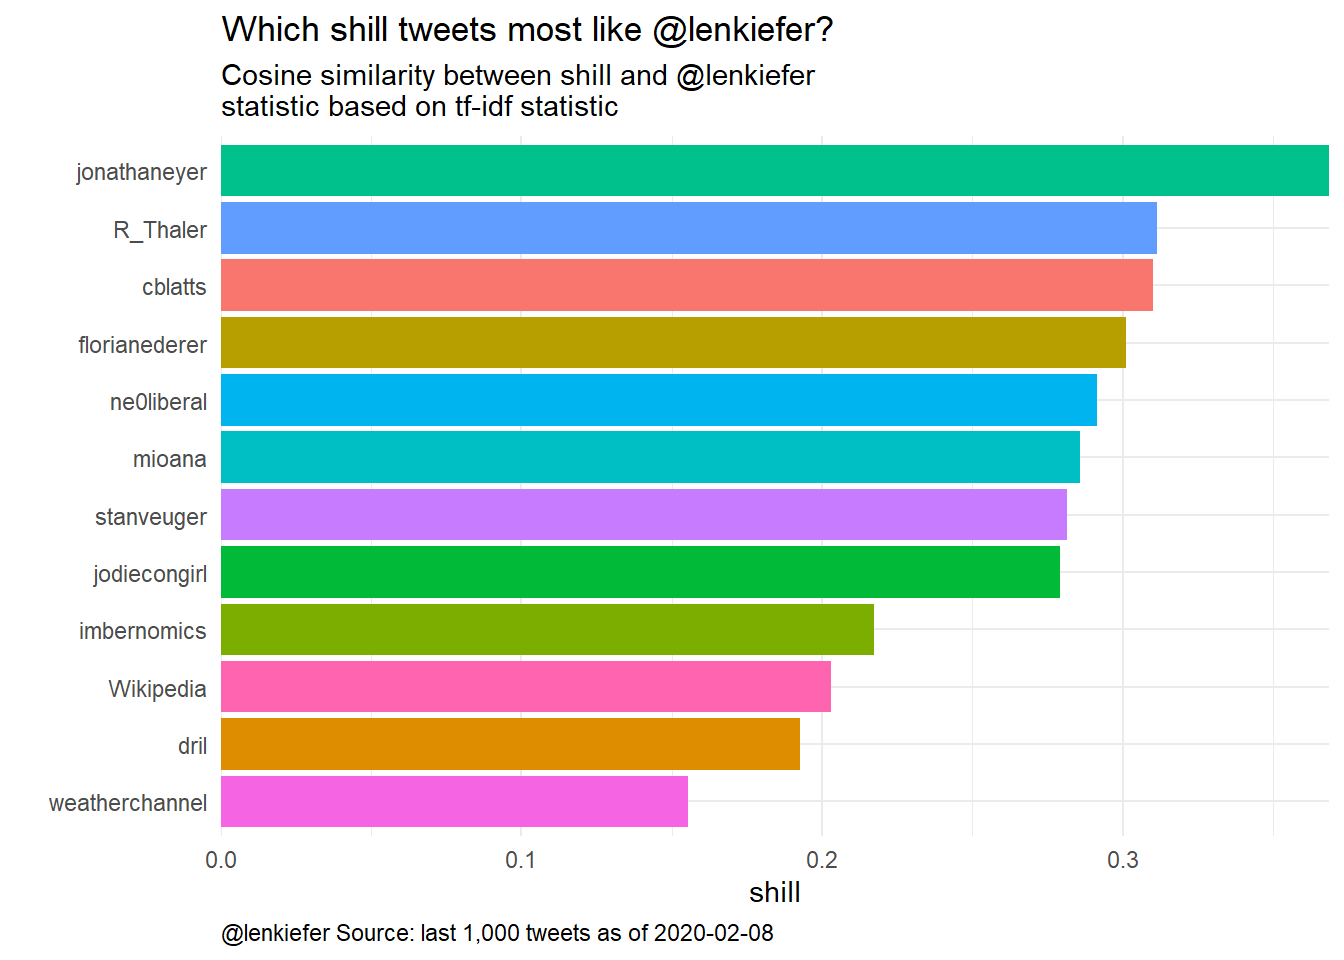 Which shill tweets most like @lenkiefer?
Cosine similarity between shill and @lenkiefer
statistic based on tf-idf statistic
jonathaneyer
R_Thaler
cblatts
florianederer
ne0liberal
mioana
stanveuger
jodiecongirl
imbernomics
Wikipedia
dril
weatherchannel
0.0 0.1 0.2 0.3
shill
@lenkiefer Source: last 1,000 tweets as of 2020-02-08